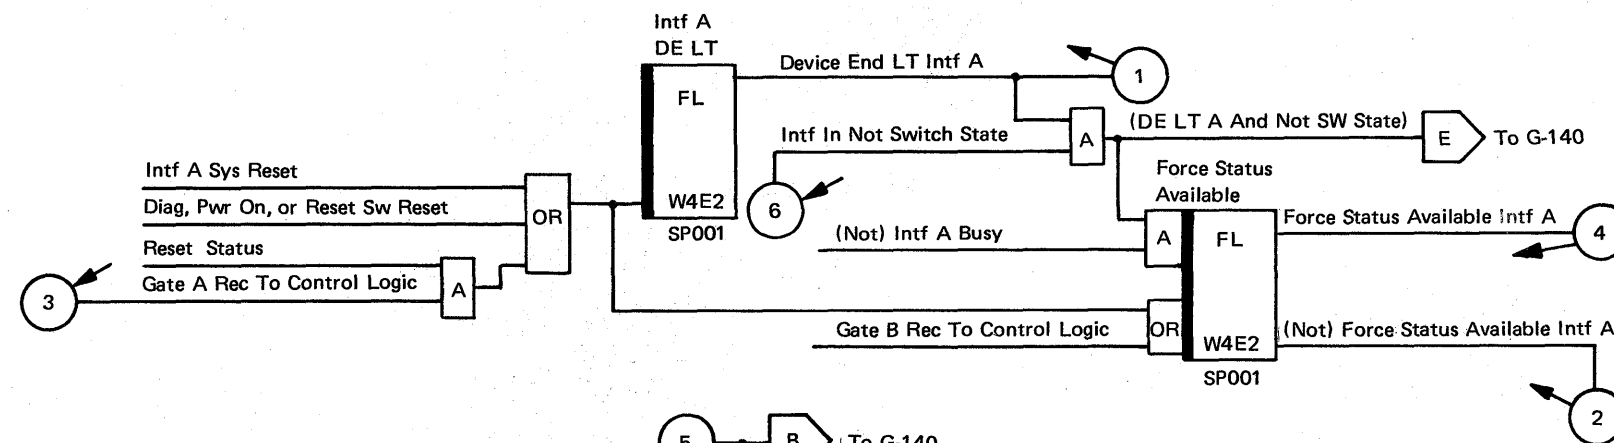 Intf A
DE LT
Device End LT Intf A
1
FL
(DE LT A And Not SW State)
Intf In Not Switch State
A
E
To G-140
Intf A Sys Reset
Force Status
Available
Diag, Pwr On, or Reset Sw Reset
OR
W4E2
6
SP001
(Not) Intf A Busy
A
FL
Force Status Available Intf A
4
Reset Status
Gate A Rec To Control Logic
A
3
Gate B Rec To Control Logic
OR
W4E2
(Not) Force Status Available Intf A
SP001
2
5
B
To G-140